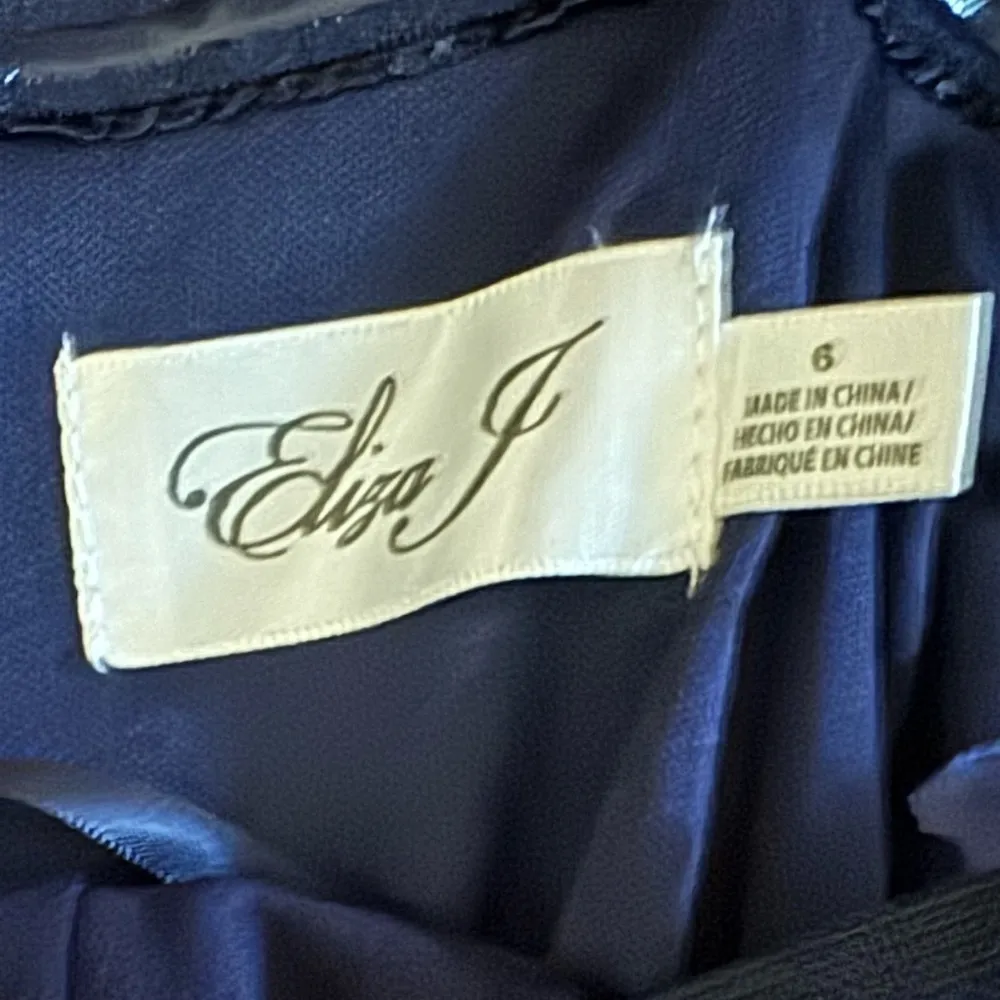 Eliza J
6
MADE IN CHINA/
HECHO EN CHINA/
FABRIQUÉ EN CHINE